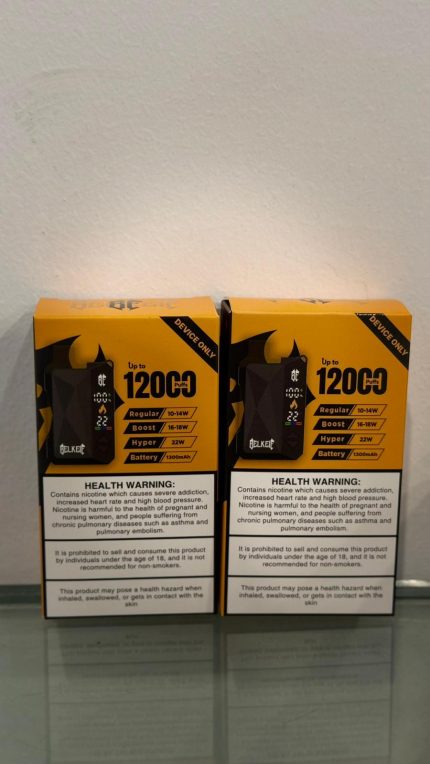 DEVICE ONLY
Up to
12000
Puffs
Regular 10-14W
Boost 16-18W
Hyper 22W
Battery 1300mAh
100%
22
HEALTH WARNING:
Contains nicotine which causes severe addiction,
increased heart rate and high blood pressure.
Nicotine is harmful to the health of pregnant and
nursing women, and people suffering from
chronic pulmonary diseases such as asthma and
pulmonary embolism.
It is prohibited to sell and consume this product
by individuals under the age of 18, and it is not
recommended for non-smokers.
This product may pose a health hazard when
inhaled, swallowed, or gets in contact with the
skin
DEVICE ONLY
Up to
12000
Puffs
Regular 10-14W
Boost 16-18W
Hyper 22W
Battery 1300mAh
100%
22
HEALTH WARNING:
Contains nicotine which causes severe addiction,
increased heart rate and high blood pressure.
Nicotine is harmful to the health of pregnant and
nursing women, and people suffering from
chronic pulmonary diseases such as asthma and
pulmonary embolism.
It is prohibited to sell and consume this product
by individuals under the age of 18, and it is not
recommended for non-smokers.
This product may pose a health hazard when
inhaled, swallowed, or gets in contact with the
skin